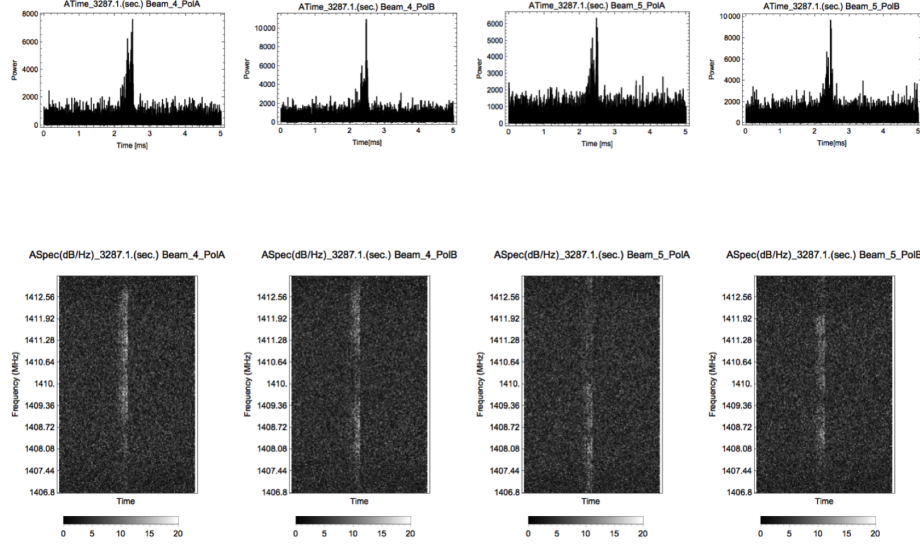 ATime_3287.1.(sec.) Beam_4_PolA
8000
6000
4000
2000
0
Power
0 1 2 3 4 5
Time [ms]
ATime_3287.1.(sec.) Beam_4_PolB
10000
8000
6000
4000
2000
0
Power
0 1 2 3 4 5
Time[ms]
ATime_3287.1.(sec.) Beam_5_PolA
6000
5000
4000
3000
2000
1000
0
Power
0 1 2 3 4 5
Time [ms]
ATime_3287.1.(sec.) Beam_5_PolB
10000
8000
6000
4000
2000
0
Power
0 1 2 3 4 5
Time [ms]
ASpec(dB/Hz)_3287.1.(sec.) Beam_4_PolA
1412.56
1411.92
1411.28
1410.64
1410.
1409.36
1408.72
1408.08
1407.44
1406.8
Frequency (MHz)
Time
0 5 10 15 20
ASpec(dB/Hz)_3287.1.(sec.) Beam_4_PolB
1412.56
1411.92
1411.28
1410.64
1410.
1409.36
1408.72
1408.08
1407.44
1406.8
Frequency (MHz)
Time
0 5 10 15 20
ASpec(dB/Hz)_3287.1.(sec.) Beam_5_PolA
1412.56
1411.92
1411.28
1410.64
1410.
1409.36
1408.72
1408.08
1407.44
1406.8
Frequency (MHz)
Time
0 5 10 15 20
ASpec(dB/Hz)_3287.1.(sec.) Beam_5_PolB
1412.56
1411.92
1411.28
1410.64
1410.
1409.36
1408.72
1408.08
1407.44
1406.8
Frequency (MHz)
Time
0 5 10 15 20